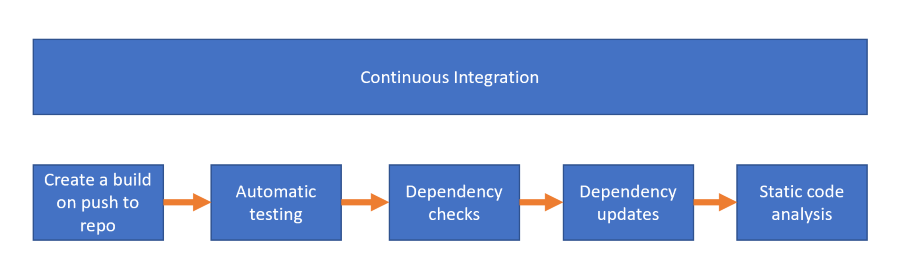 Continuous Integration
Create a build
on push to
repo
Automatic
testing
Dependency
checks
Dependency
updates
Static code
analysis